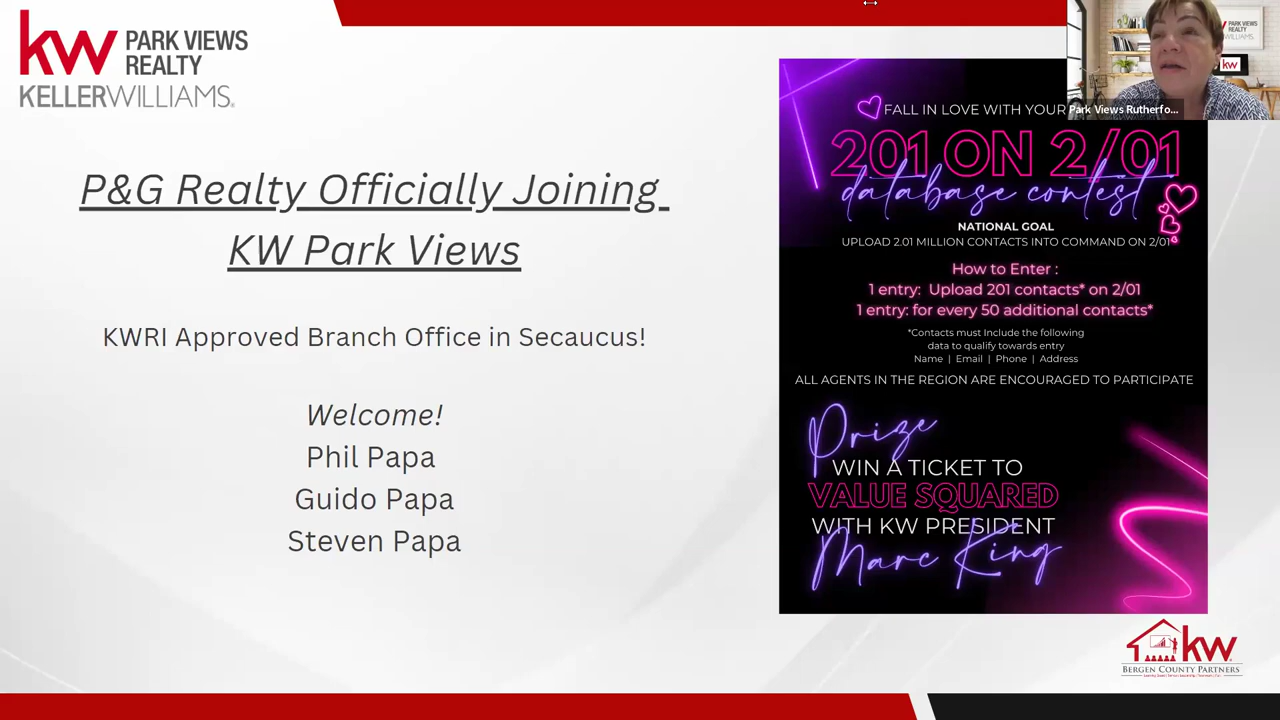 kw PARK VIEWS
REALTY
KELLERWILLIAMS.
P&G Realty Officially Joining
KW Park Views
KWRI Approved Branch Office in Secaucus!
Welcome!
Phil Papa
Guido Papa
Steven Papa
FALL IN LOVE WITH YOUR
201 ON 2/01
database contest
NATIONAL GOAL
UPLOAD 2.01 MILLION CONTACTS INTO COMMAND ON 2/01
How to Enter :
1 entry: Upload 201 contacts* on 2/01
1 entry: for every 50 additional contacts*
*Contacts must Include the following
data to qualify towards entry
Name | Email | Phone | Address
ALL AGENTS IN THE REGION ARE ENCOURAGED TO PARTICIPATE
Prize
WIN A TICKET TO
VALUE SQUARED
WITH KW PRESIDENT
Marc King
Park Views Rutherfo...
kw
kw
BERGEN COUNTY PARTNERS